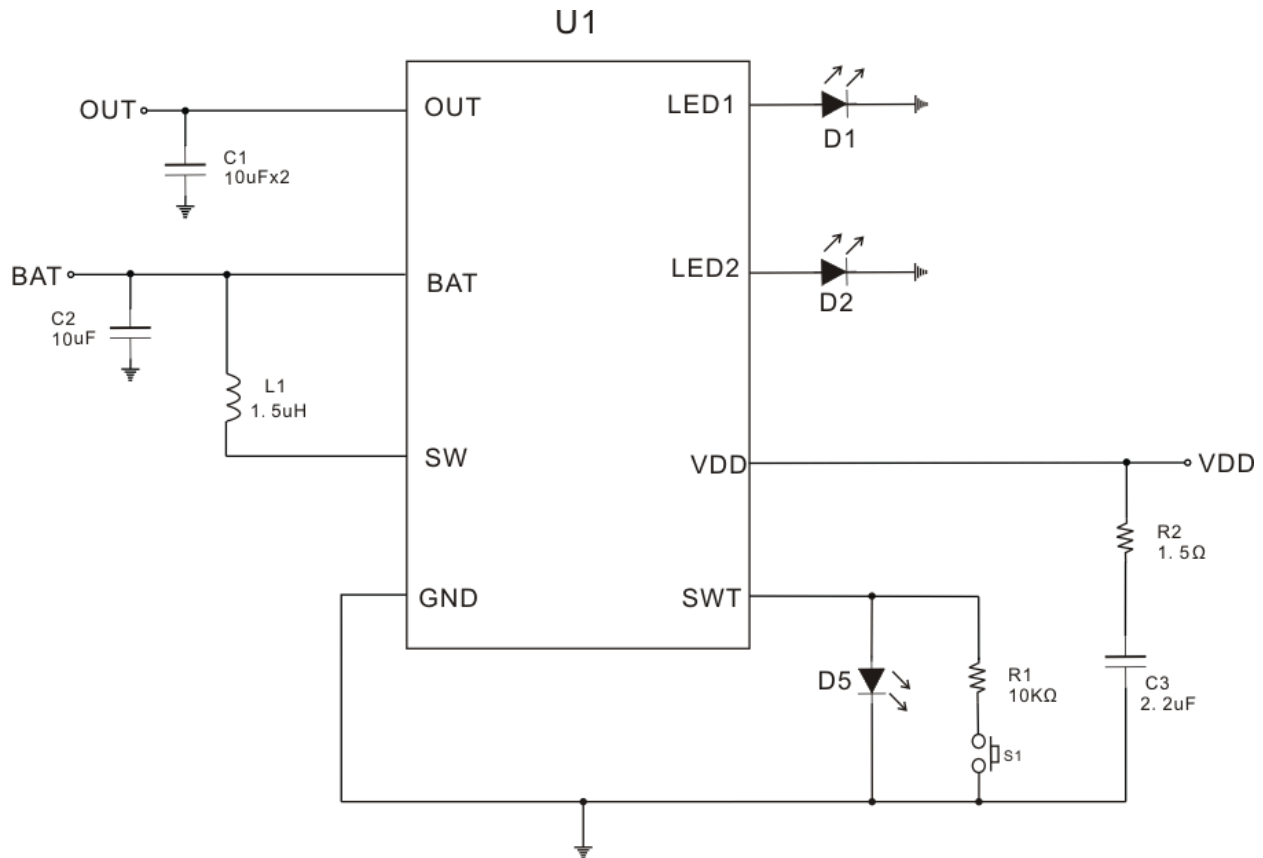 U1
OUT
OUT
LED1
D1
C1
10uFx2
BAT
BAT
LED2
D2
C2
10uF
L1
1.5uH
SW
VDD
VDD
R2
1.5Ω
GND
SWT
D5
R1
10KΩ
C3
2.2uF
S1